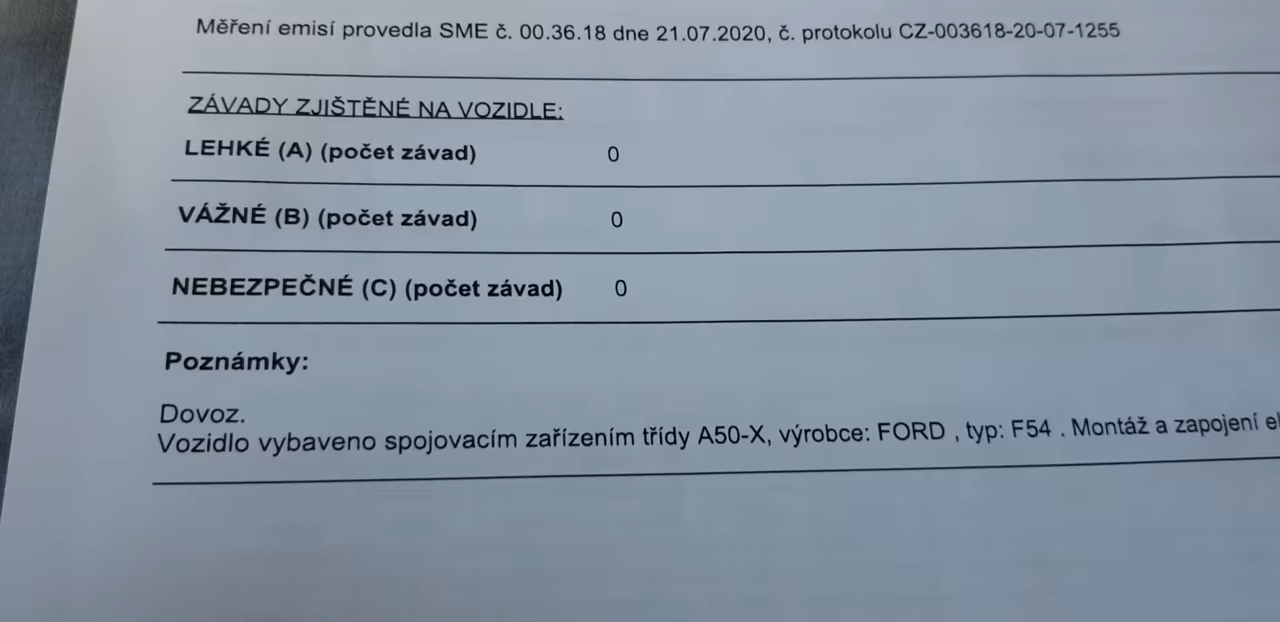 Měření emisí provedla SME č. 00.36.18 dne 21.07.2020, č. protokolu CZ-003618-20-07-1255
ZÁVADY ZJIŠTĚNÉ NA VOZIDLE:
LEHKÉ (A) (počet závad) 0
VÁŽNÉ (B) (počet závad) 0
NEBEZPEČNÉ (C) (počet závad) 0
Poznámky:
Dovoz.
Vozidlo vybaveno spojovacím zařízením třídy A50-X, výrobce: FORD , typ: F54 . Montáž a zapojení